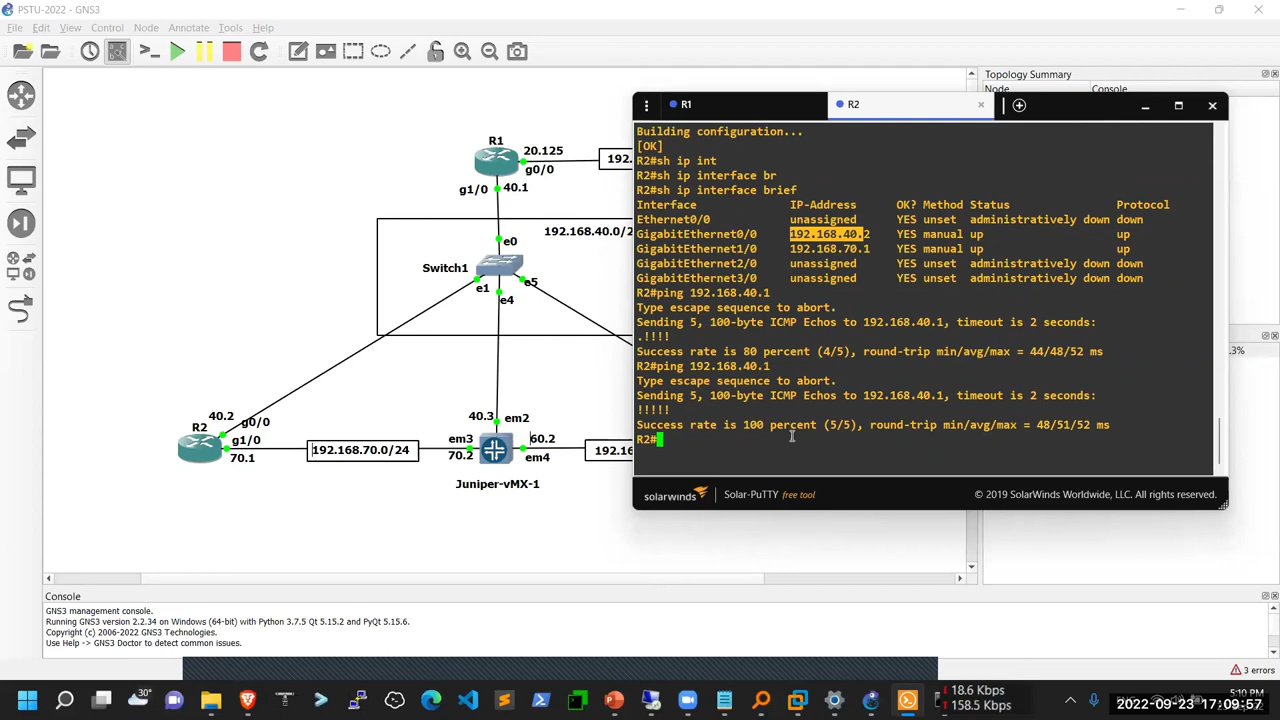 PSTU-2022 - GNS3
File Edit View Control Node Annotate Tools Help
Topology Summary
Node Console
R1
20.125
g0/0
192.
g1/0
40.1
192.168.40.0/2
e0
Switch1
e1
e4
e5
40.2
R2
g0/0
g1/0
70.1
192.168.70.0/24
40.3
em2
em3
70.2
60.2
em4
192.16
Juniper-vMX-1
R1
R2
Building configuration...
[OK]
R2#sh ip int
R2#sh ip interface br
R2#sh ip interface brief
Interface IP-Address OK? Method Status Protocol
Ethernet0/0 unassigned YES unset administratively down down
GigabitEthernet0/0 192.168.40.2 YES manual up up
GigabitEthernet1/0 192.168.70.1 YES manual up up
GigabitEthernet2/0 unassigned YES unset administratively down down
GigabitEthernet3/0 unassigned YES unset administratively down down
R2#ping 192.168.40.1
Type escape sequence to abort.
Sending 5, 100-byte ICMP Echos to 192.168.40.1, timeout is 2 seconds:
.!!!!
Success rate is 80 percent (4/5), round-trip min/avg/max = 44/48/52 ms
R2#ping 192.168.40.1
Type escape sequence to abort.
Sending 5, 100-byte ICMP Echos to 192.168.40.1, timeout is 2 seconds:
!!!!!
Success rate is 100 percent (5/5), round-trip min/avg/max = 48/51/52 ms
R2#
solarwinds Solar-PuTTY free tool © 2019 SolarWinds Worldwide, LLC. All rights reserved.
.3%
Console
GNS3 management console.
Running GNS3 version 2.2.34 on Windows (64-bit) with Python 3.7.5 Qt 5.15.2 and PyQt 5.15.6.
Copyright (c) 2006-2022 GNS3 Technologies.
Use Help -> GNS3 Doctor to detect common issues.
3 errors
30°
18.6 Kbps
158.5 Kbps
5:10 PM
2022-09-23 17:09:57